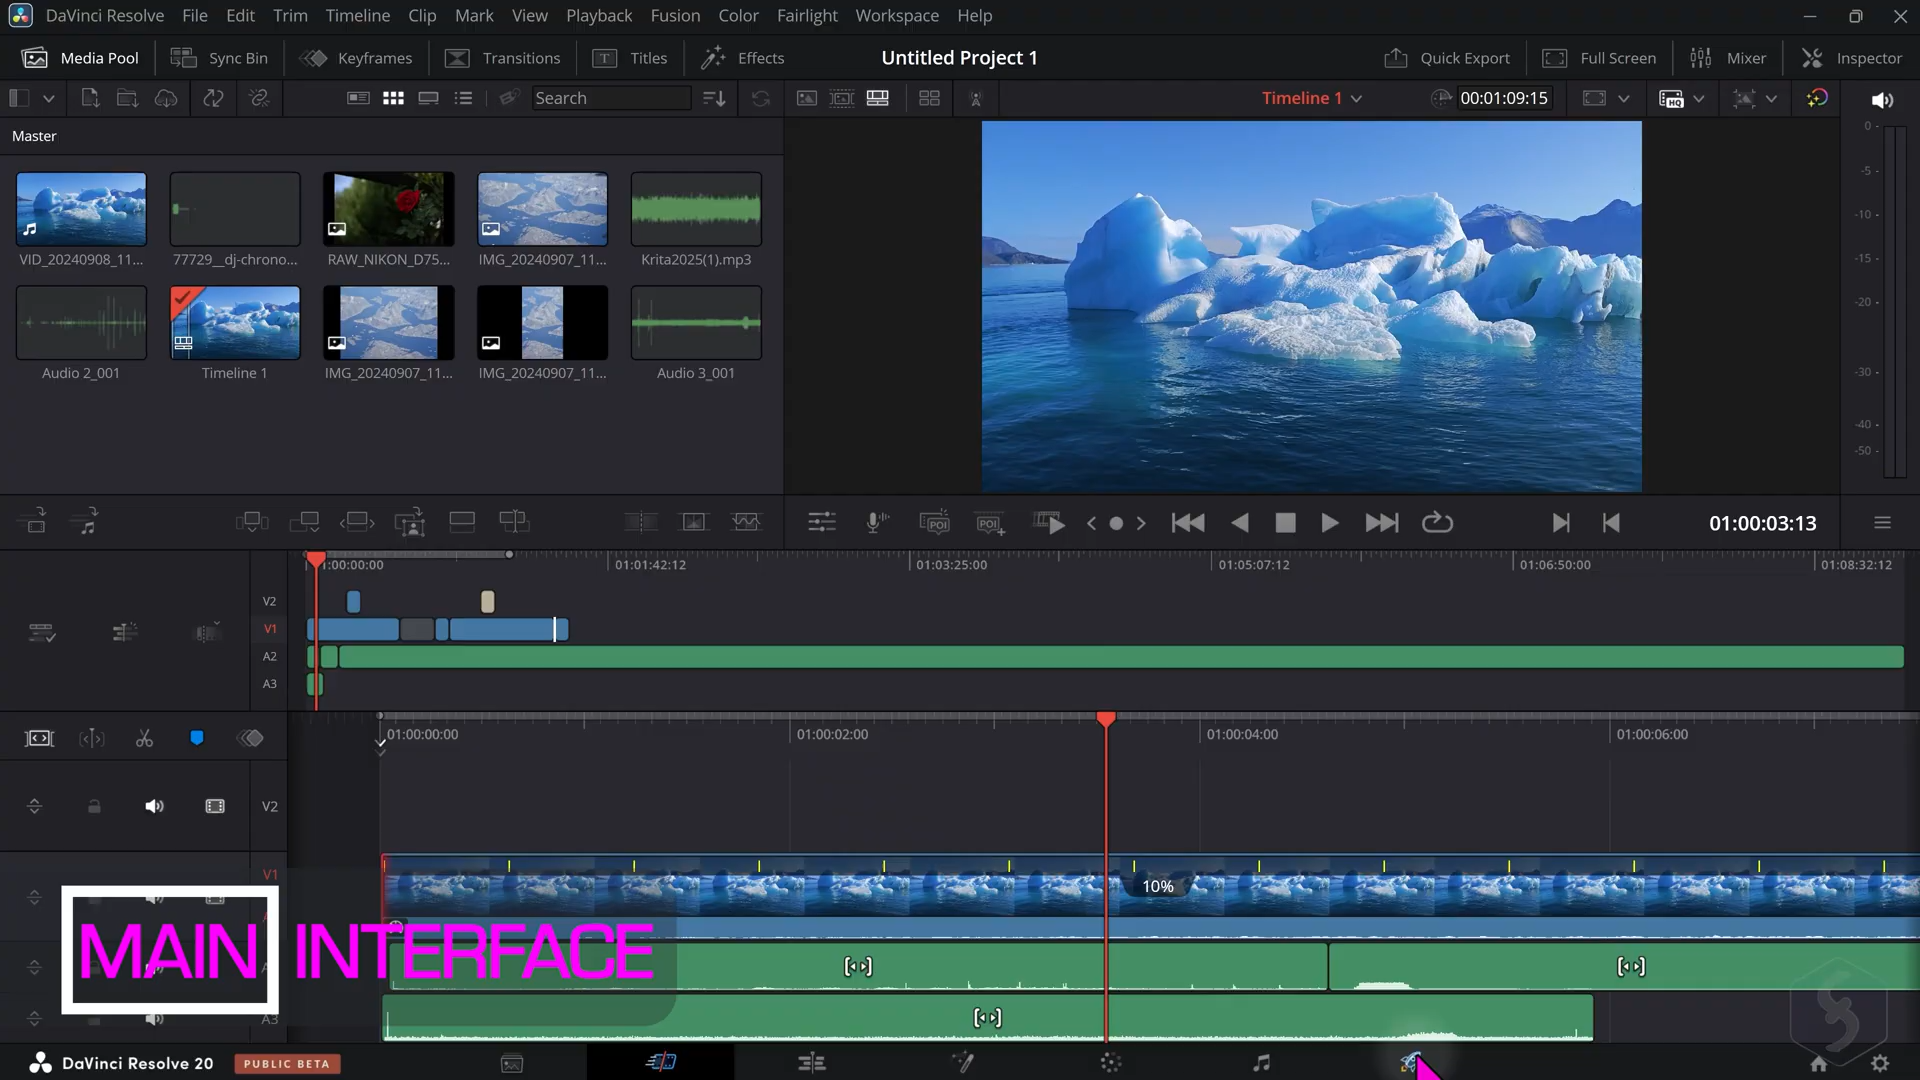 DaVinci Resolve File Edit Trim Timeline Clip Mark View Playback Fusion Color Fairlight Workspace Help
Media Pool Sync Bin Keyframes Transitions Titles Effects Untitled Project 1 Quick Export Full Screen Mixer Inspector
Search Timeline 1 00:01:09:15
Master
VID_20240908_11... 77729__dj-chrono... RAW_NIKON_D75... IMG_20240907_11... Krita2025(1).mp3
Audio 2_001 Timeline 1 IMG_20240907_11... IMG_20240907_11... Audio 3_001
0
-5
-10
-15
-20
-30
-40
-50
POI POI 01:00:03:13
1:00:00:00 01:01:42:12 01:03:25:00 01:05:07:12 01:06:50:00 01:08:32:12
V2
V1
A2
A3
01:00:00:00 01:00:02:00 01:00:04:00 01:00:06:00
V2
V1
10%
MAIN INTERFACE
A3
DaVinci Resolve 20 PUBLIC BETA